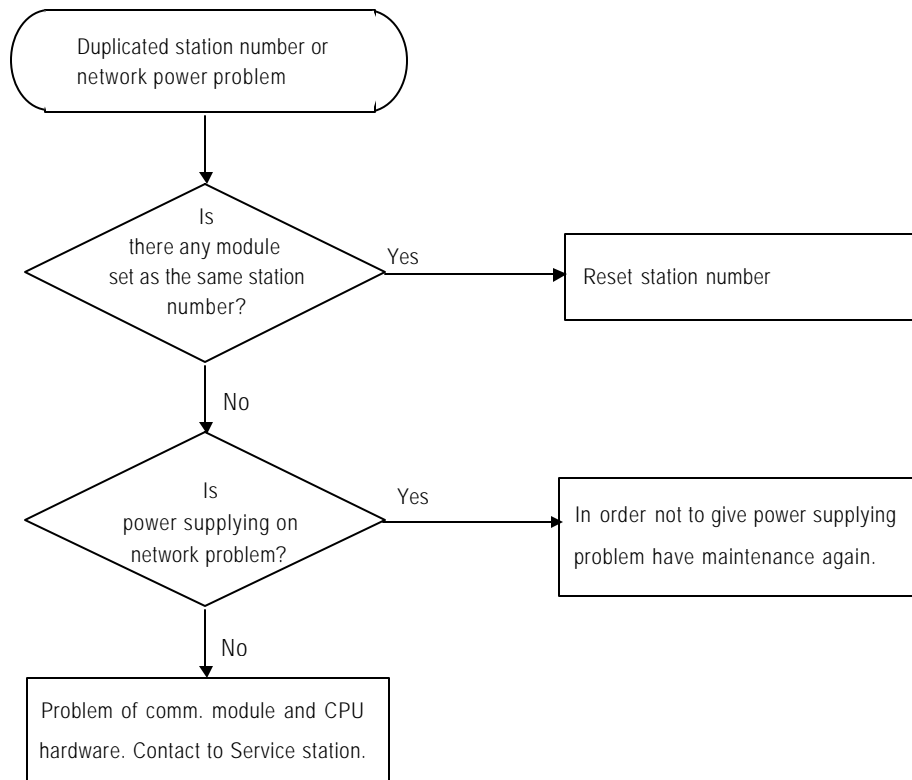 Duplicated station number or
network power problem
Is
there any module
set as the same station
number?
Yes
Reset station number
No
Is
power supplying on
network problem?
Yes
In order not to give power supplying
problem have maintenance again.
No
Problem of comm. module and CPU
hardware. Contact to Service station.